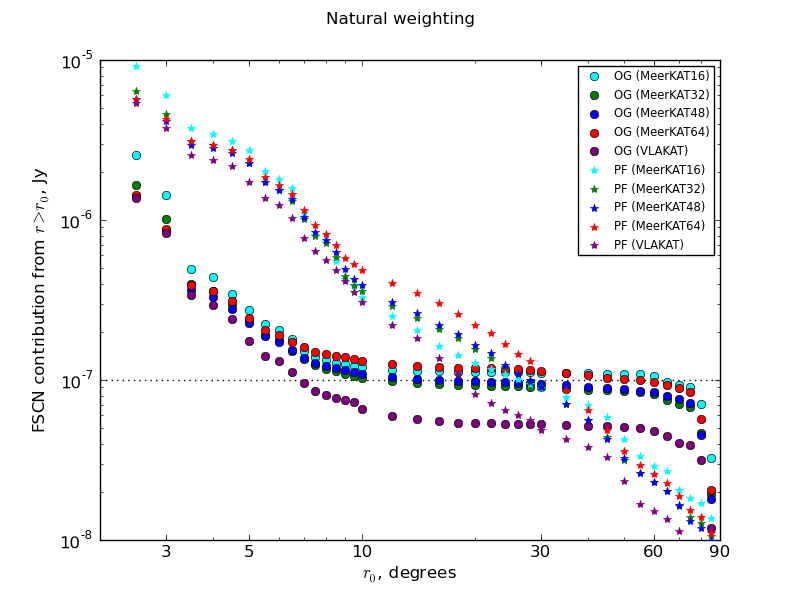 Natural weighting
FSCN contribution from r > r₀, Jy
10⁻⁵
10⁻⁶
10⁻⁷
10⁻⁸
OG (MeerKAT16)
OG (MeerKAT32)
OG (MeerKAT48)
OG (MeerKAT64)
OG (VLAKAT)
PF (MeerKAT16)
PF (MeerKAT32)
PF (MeerKAT48)
PF (MeerKAT64)
PF (VLAKAT)
3 5 10 30 60 90
r₀, degrees